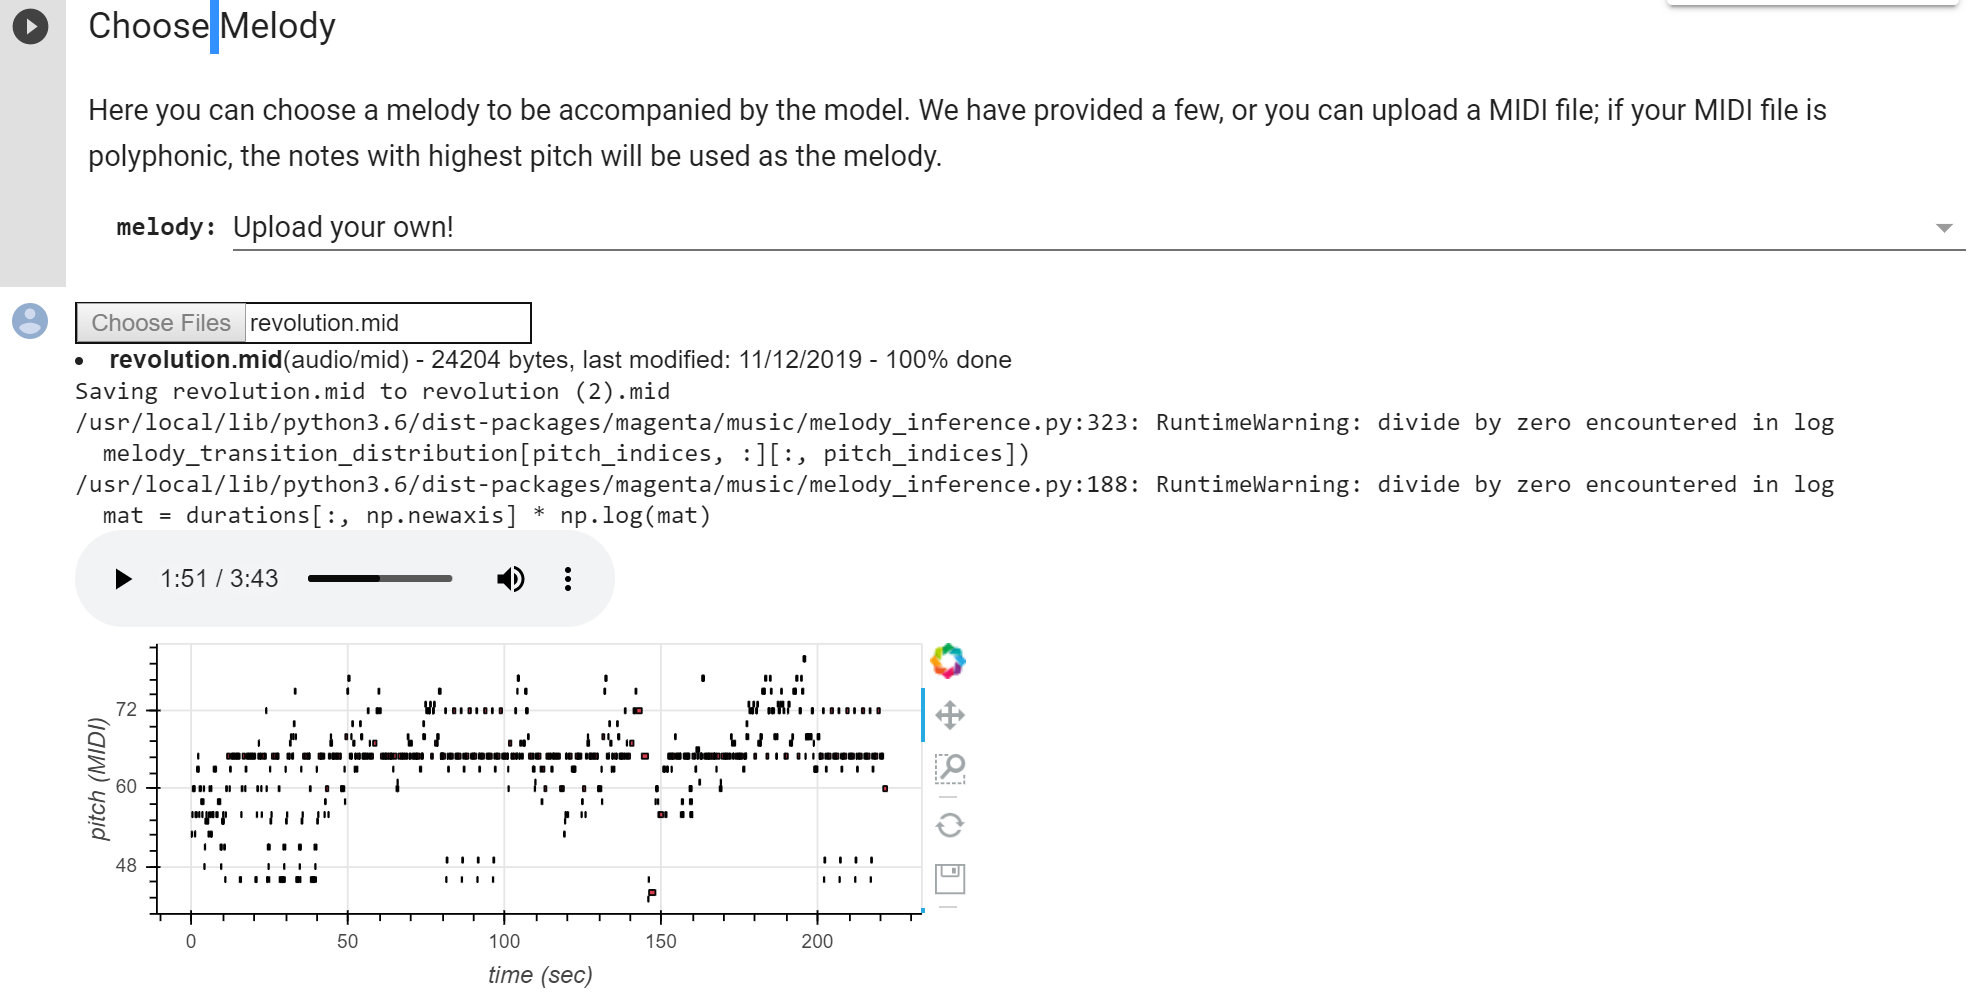 Choose Melody
Here you can choose a melody to be accompanied by the model. We have provided a few, or you can upload a MIDI file; if your MIDI file is
polyphonic, the notes with highest pitch will be used as the melody.
melody: Upload your own!
Choose Files revolution.mid
• revolution.mid(audio/mid) - 24204 bytes, last modified: 11/12/2019 - 100% done
Saving revolution.mid to revolution (2).mid
/usr/local/lib/python3.6/dist-packages/magenta/music/melody_inference.py:323: RuntimeWarning: divide by zero encountered in log
  melody_transition_distribution[pitch_indices, :][:, pitch_indices])
/usr/local/lib/python3.6/dist-packages/magenta/music/melody_inference.py:188: RuntimeWarning: divide by zero encountered in log
  mat = durations[:, np.newaxis] * np.log(mat)
1:51 / 3:43
72
60
48
pitch (MIDI)
0 50 100 150 200
time (sec)